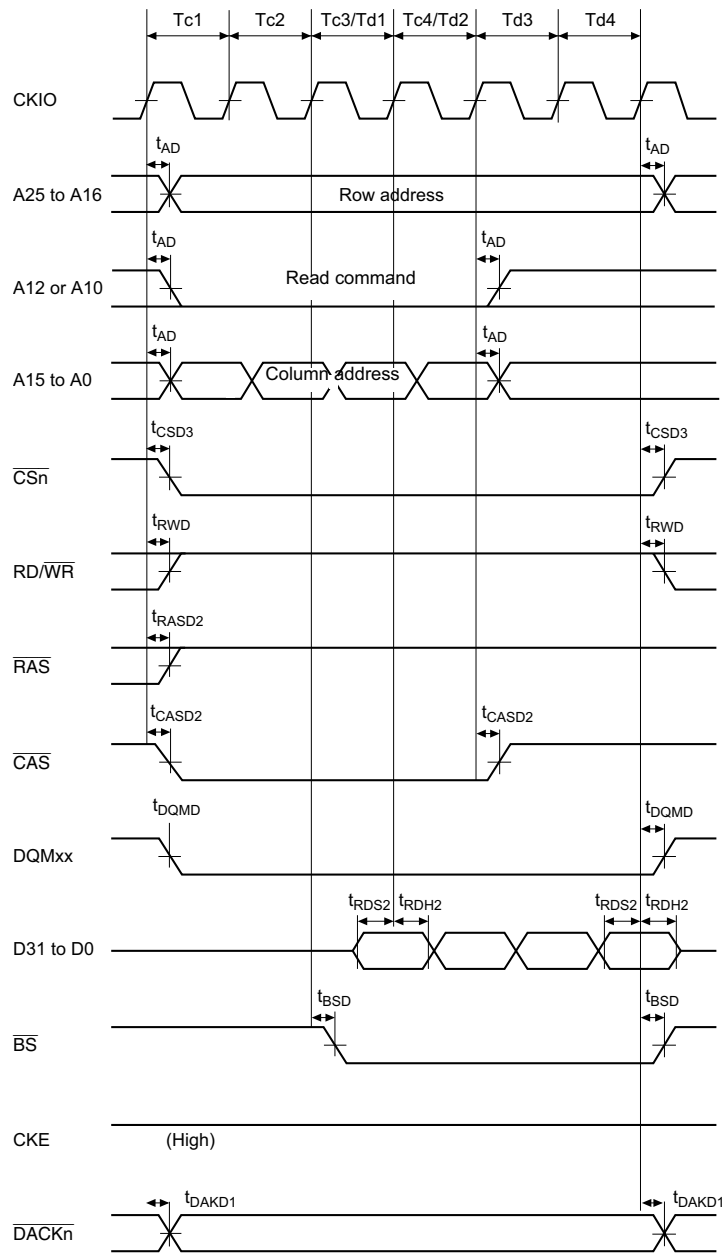 Tc1 Tc2 Tc3/Td1 Tc4/Td2 Td3 Td4
CKIO
tAD tAD
A25 to A16 Row address
tAD tAD
A12 or A10 Read command
tAD tAD
A15 to A0 Column address
tCSD3 tCSD3
CSn
tRWD tRWD
RD/WR
tRASD2
RAS
tCASD2 tCASD2
CAS
tDQMD tDQMD
DQMxx
tRDS2 tRDH2 tRDS2 tRDH2
D31 to D0
tBSD tBSD
BS
CKE (High)
tDAKD1 tDAKD1
DACKn